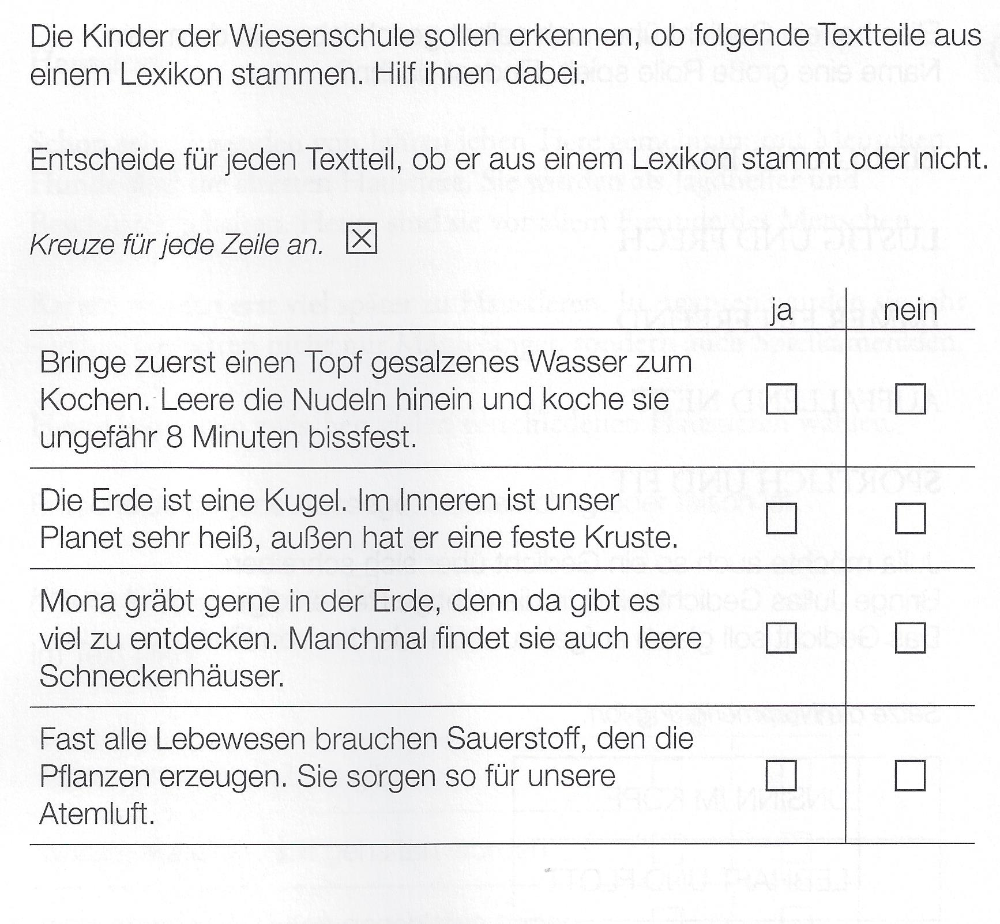 Die Kinder der Wiesenschule sollen erkennen, ob folgende Textteile aus
einem Lexikon stammen. Hilf ihnen dabei.
Entscheide für jeden Textteil, ob er aus einem Lexikon stammt oder nicht.
Kreuze für jede Zeile an.
ja nein
Bringe zuerst einen Topf gesalzenes Wasser zum
Kochen. Leere die Nudeln hinein und koche sie
ungefähr 8 Minuten bissfest.
Die Erde ist eine Kugel. Im Inneren ist unser
Planet sehr heiß, außen hat er eine feste Kruste.
Mona gräbt gerne in der Erde, denn da gibt es
viel zu entdecken. Manchmal findet sie auch leere
Schneckenhäuser.
Fast alle Lebewesen brauchen Sauerstoff, den die
Pflanzen erzeugen. Sie sorgen so für unsere
Atemluft.